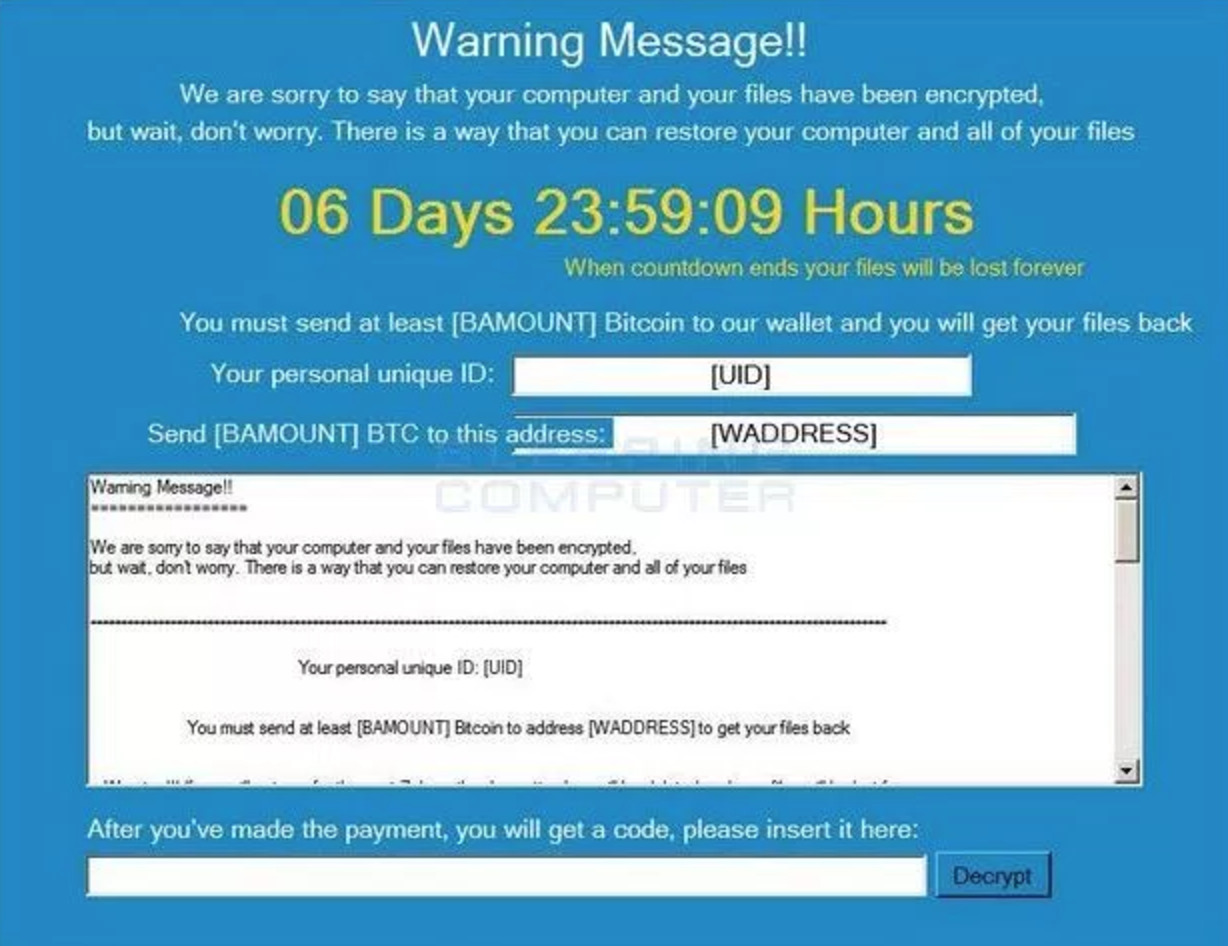 Warning Message!!
We are sorry to say that your computer and your files have been encrypted,
but wait, don't worry. There is a way that you can restore your computer and all of your files
06 Days 23:59:09 Hours
When countdown ends your files will be lost forever
You must send at least [BAMOUNT] Bitcoin to our wallet and you will get your files back
Your personal unique ID: [UID]
Send [BAMOUNT] BTC to this address: [WADDRESS]
BLEEPING
COMPUTER
Warning Message!!
=================
We are sorry to say that your computer and your files have been encrypted,
but wait, don't worry. There is a way that you can restore your computer and all of your files
Your personal unique ID: [UID]
You must send at least [BAMOUNT] Bitcoin to address [WADDRESS] to get your files back
After you've made the payment, you will get a code, please insert it here:
Decrypt